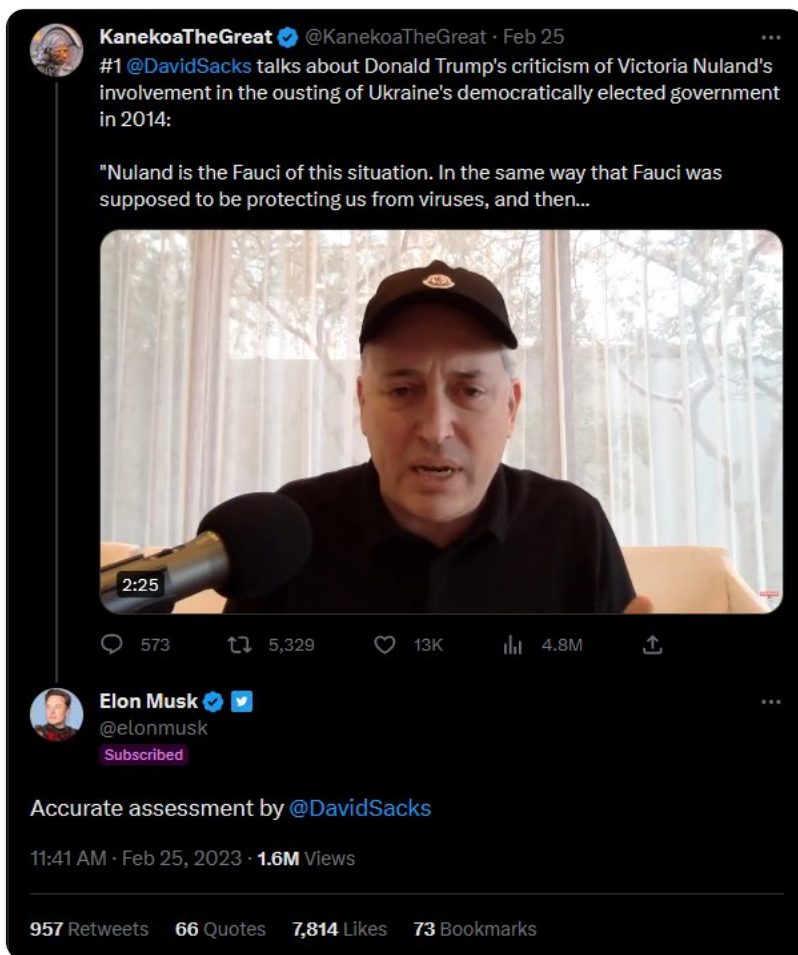 KanekoaTheGreat @KanekoaTheGreat · Feb 25
#1 @DavidSacks talks about Donald Trump's criticism of Victoria Nuland's
involvement in the ousting of Ukraine's democratically elected government
in 2014:
"Nuland is the Fauci of this situation. In the same way that Fauci was
supposed to be protecting us from viruses, and then...
2:25
573 5,329 13K 4.8M
Elon Musk
@elonmusk
Subscribed
Accurate assessment by @DavidSacks
11:41 AM · Feb 25, 2023 · 1.6M Views
957 Retweets 66 Quotes 7,814 Likes 73 Bookmarks